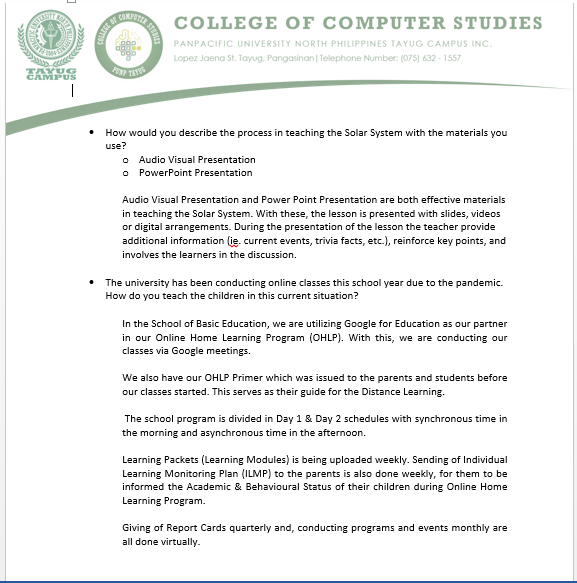 COLLEGE OF COMPUTER STUDIES
PANPACIFIC UNIVERSITY NORTH PHILIPPINES TAYUG CAMPUS INC.
Lopez Jaena St. Tayug, Pangasinan | Telephone Number: (075) 632 - 1557
TAYUG
CAMPUS
COLLEGE OF COMPUTER STUDIES
PUNP TAYUG
• How would you describe the process in teaching the Solar System with the materials you
use?
o Audio Visual Presentation
o PowerPoint Presentation
Audio Visual Presentation and Power Point Presentation are both effective materials
in teaching the Solar System. With these, the lesson is presented with slides, videos
or digital arrangements. During the presentation of the lesson the teacher provide
additional information (ie. current events, trivia facts, etc.), reinforce key points, and
involves the learners in the discussion.
• The university has been conducting online classes this school year due to the pandemic.
How do you teach the children in this current situation?
In the School of Basic Education, we are utilizing Google for Education as our partner
in our Online Home Learning Program (OHLP). With this, we are conducting our
classes via Google meetings.
We also have our OHLP Primer which was issued to the parents and students before
our classes started. This serves as their guide for the Distance Learning.
The school program is divided in Day 1 & Day 2 schedules with synchronous time in
the morning and asynchronous time in the afternoon.
Learning Packets (Learning Modules) is being uploaded weekly. Sending of Individual
Learning Monitoring Plan (ILMP) to the parents is also done weekly, for them to be
informed the Academic & Behavioural Status of their children during Online Home
Learning Program.
Giving of Report Cards quarterly and, conducting programs and events monthly are
all done virtually.